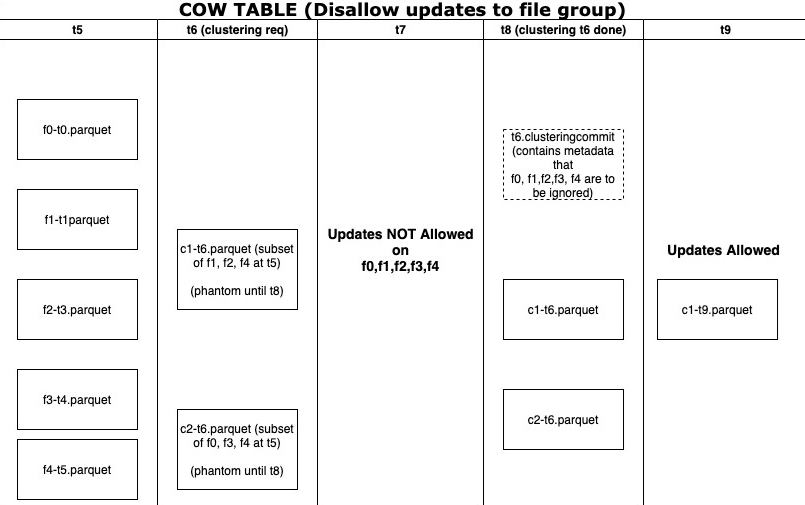 COW TABLE (Disallow updates to file group)
t5
t6 (clustering req)
t7
t8 (clustering t6 done)
t9
f0-t0.parquet
f1-t1parquet
f2-t3.parquet
f3-t4.parquet
f4-t5.parquet
c1-t6.parquet (subset
of f1, f2, f4 at t5)
(phantom until t8)
c2-t6.parquet (subset
of f0, f3, f4 at t5)
(phantom until t8)
Updates NOT Allowed
on
f0,f1,f2,f3,f4
t6.clusteringcommit
(contains metadata
that
f0, f1,f2,f3, f4 are to
be ignored)
c1-t6.parquet
c2-t6.parquet
Updates Allowed
c1-t9.parquet